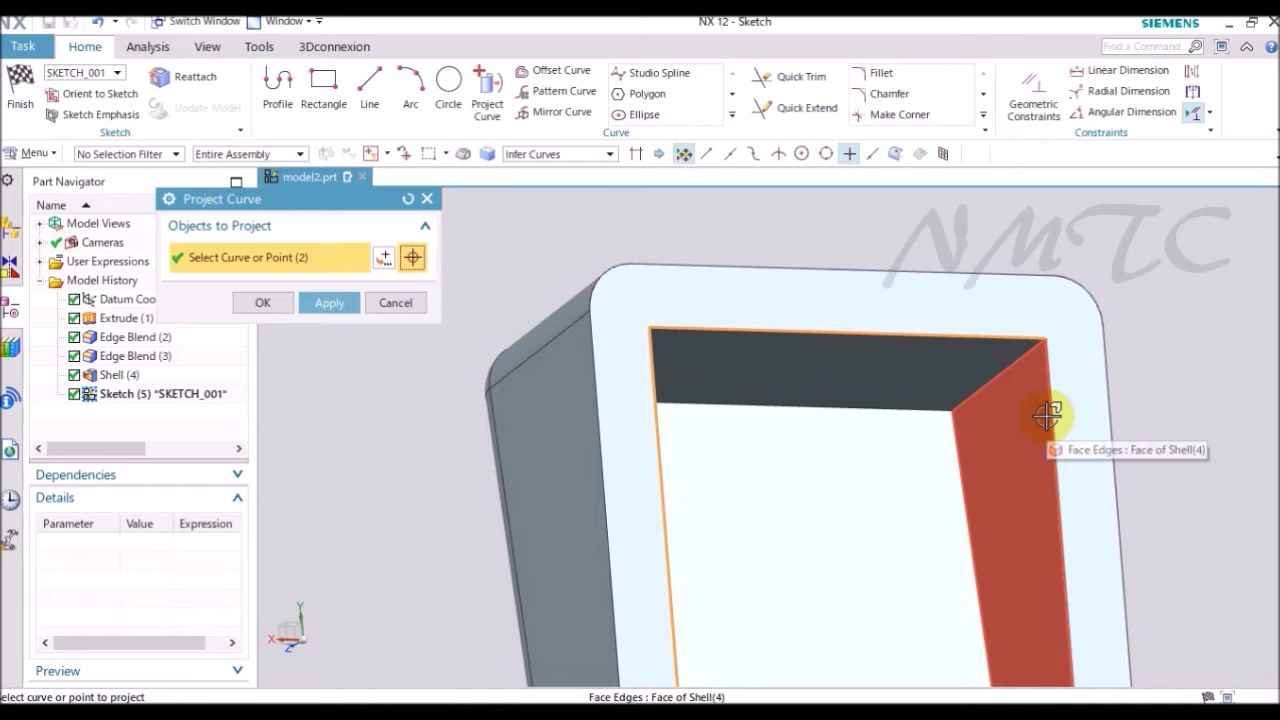 NX
Switch Window
Window
NX 12 - Sketch
SIEMENS
Task
Home
Analysis
View
Tools
3Dconnexion
Find a Command
SKETCH_001
Reattach
Finish
Orient to Sketch
Update Model
Sketch Emphasis
Sketch
Profile
Rectangle
Line
Arc
Circle
Project
Curve
Offset Curve
Pattern Curve
Mirror Curve
Studio Spline
Polygon
Ellipse
Curve
Quick Trim
Quick Extend
Fillet
Chamfer
Make Corner
Geometric
Constraints
Linear Dimension
Radial Dimension
Angular Dimension
Constraints
Menu
No Selection Filter
Entire Assembly
Infer Curves
Part Navigator
model2.prt
Name
Model Views
Cameras
User Expressions
Model History
Datum Coo
Extrude (1)
Edge Blend (2)
Edge Blend (3)
Shell (4)
Sketch (5) "SKETCH_001"
Project Curve
Objects to Project
Select Curve or Point (2)
OK
Apply
Cancel
NMTC
Face Edges : Face of Shell(4)
Dependencies
Details
Parameter
Value
Expression
Preview
Y
X
Z
Select curve or point to project
Face Edges : Face of Shell(4)